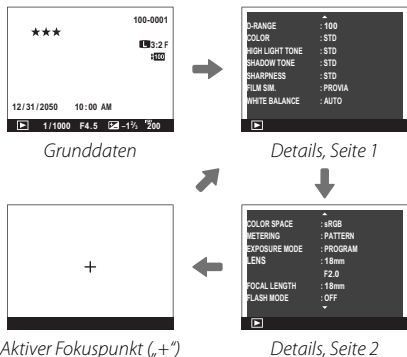 100-0001
★★★
L 3:2 F
100
12/31/2050 10:00 AM
1/1000 F4.5 –1⅔ ISO 200
Grunddaten
D-RANGE : 100
COLOR : STD
HIGH LIGHT TONE : STD
SHADOW TONE : STD
SHARPNESS : STD
FILM SIM. : PROVIA
WHITE BALANCE : AUTO
Details, Seite 1
+
Aktiver Fokuspunkt („+“)
COLOR SPACE : sRGB
METERING : PATTERN
EXPOSURE MODE : PROGRAM
LENS : 18mm
F2.0
FOCAL LENGTH : 18mm
FLASH MODE : OFF
Details, Seite 2